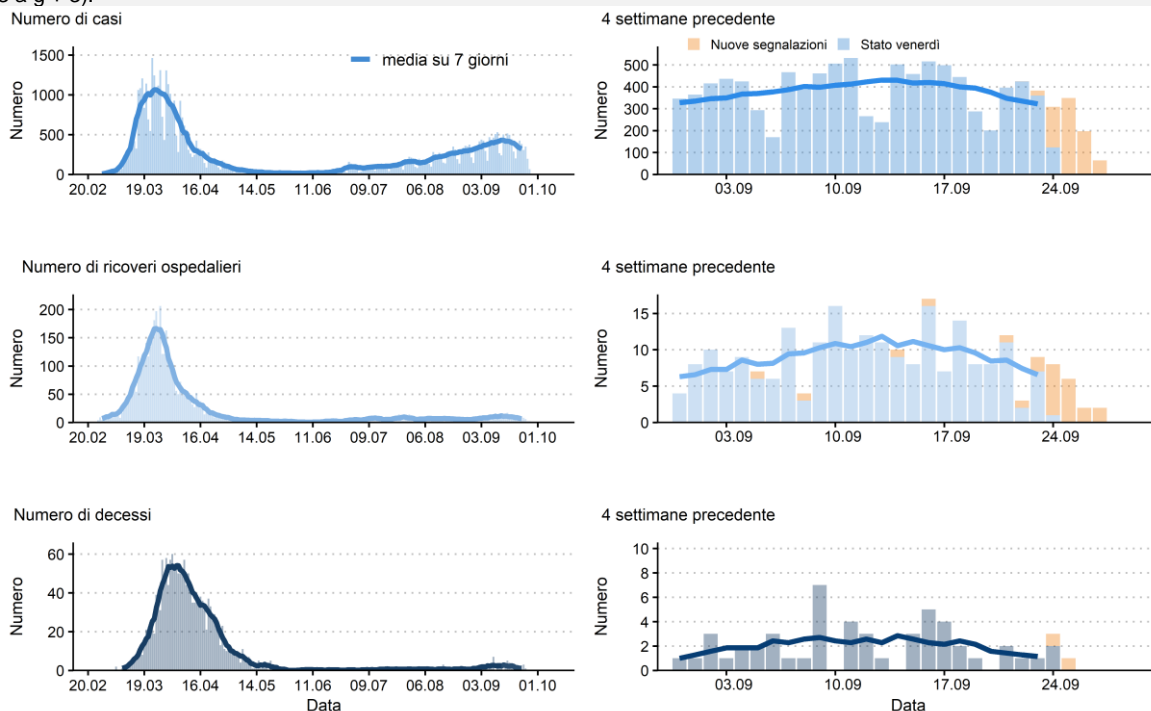 Numero di casi
Numero
1500
1000
500
0
media su 7 giorni
20.02 19.03 16.04 14.05 11.06 09.07 06.08 03.09 01.10
4 settimane precedente
Nuove segnalazioni Stato venerdì
Numero
500
400
300
200
100
0
03.09 10.09 17.09 24.09
Numero di ricoveri ospedalieri
Numero
200
150
100
50
0
20.02 19.03 16.04 14.05 11.06 09.07 06.08 03.09 01.10
4 settimane precedente
Numero
15
10
5
0
03.09 10.09 17.09 24.09
Numero di decessi
Numero
60
40
20
0
20.02 19.03 16.04 14.05 11.06 09.07 06.08 03.09 01.10
Data
4 settimane precedente
Numero
10
8
6
4
2
0
03.09 10.09 17.09 24.09
Data